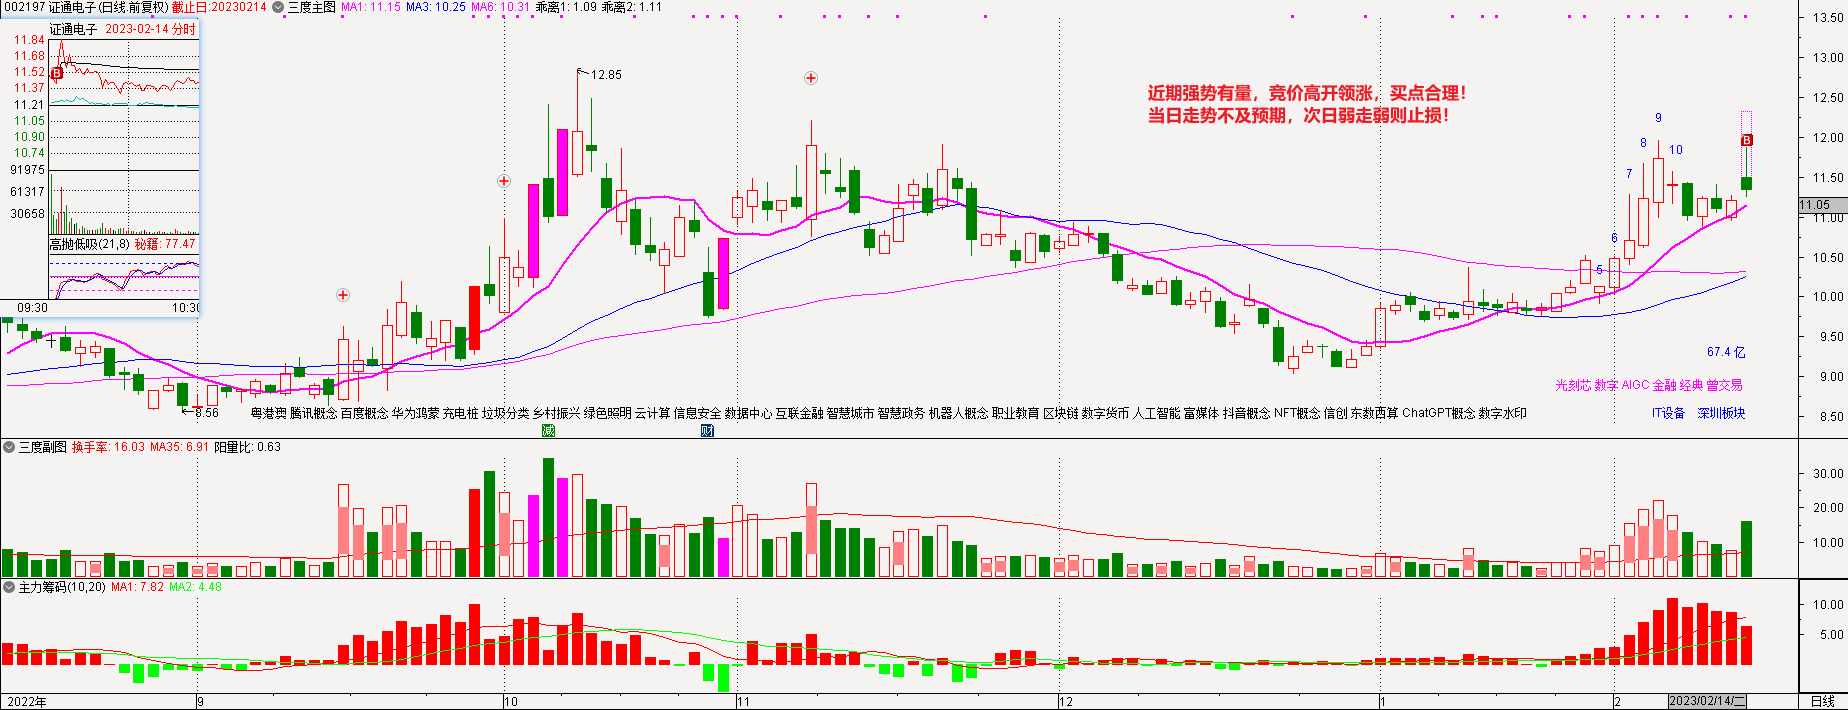 002197 证通电子(日线.前复权) 截止日:20230214 三度主图 MA1: 11.15 MA3: 10.25 MA6: 10.31 乖离1: 1.09 乖离2: 1.11
证通电子 2023-02-14 分时
11.84
11.68
11.52
11.37
11.21
11.05
10.90
10.74
91975
61317
30658
B
高抛低吸(21,8) 秘籍: 77.47
09:30 10:30
12.85
近期强势有量，竞价高开领涨，买点合理！
当日走势不及预期，次日弱走弱则止损！
5
6
7
8
9
10
B
13.50
13.00
12.50
12.00
11.50
11.05
11.00
10.50
10.00
9.50
9.00
8.50
67.4 亿
光刻芯 数字 AIGC 金融 经典 曾交易
8.56
粤港澳 腾讯概念 百度概念 华为鸿蒙 充电桩 垃圾分类 乡村振兴 绿色照明 云计算 信息安全 数据中心 互联金融 智慧城市 智慧政务 机器人概念 职业教育 区块链 数字货币 人工智能 富媒体 抖音概念 NFT概念 信创 东数西算 ChatGPT概念 数字水印
IT设备 深圳板块
减
财
三度副图 换手率: 16.03 MA35: 6.91 阳量比: 0.63
30.00
20.00
10.00
主力筹码(10,20) MA1: 7.82 MA2: 4.48
10.00
5.00
2022年 9 10 11 12 1 2 2023/02/14/二 日线